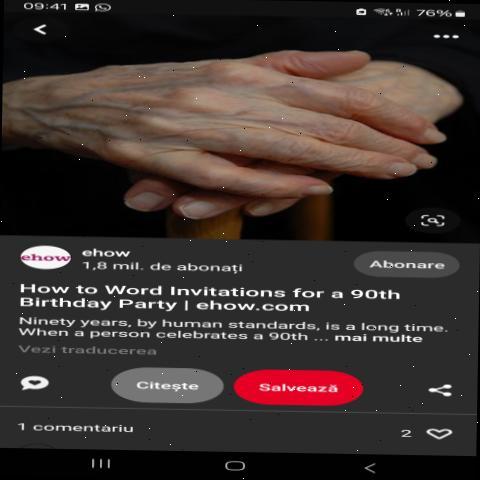 09:41 76%
ehow
ehow
1,8 mil. de abonați
Abonare
How to Word Invitations for a 90th
Birthday Party | ehow.com
Ninety years, by human standards, is a long time.
When a person celebrates a 90th ... mai multe
Vezi traducerea
Citește
Salvează
1 comentariu
2